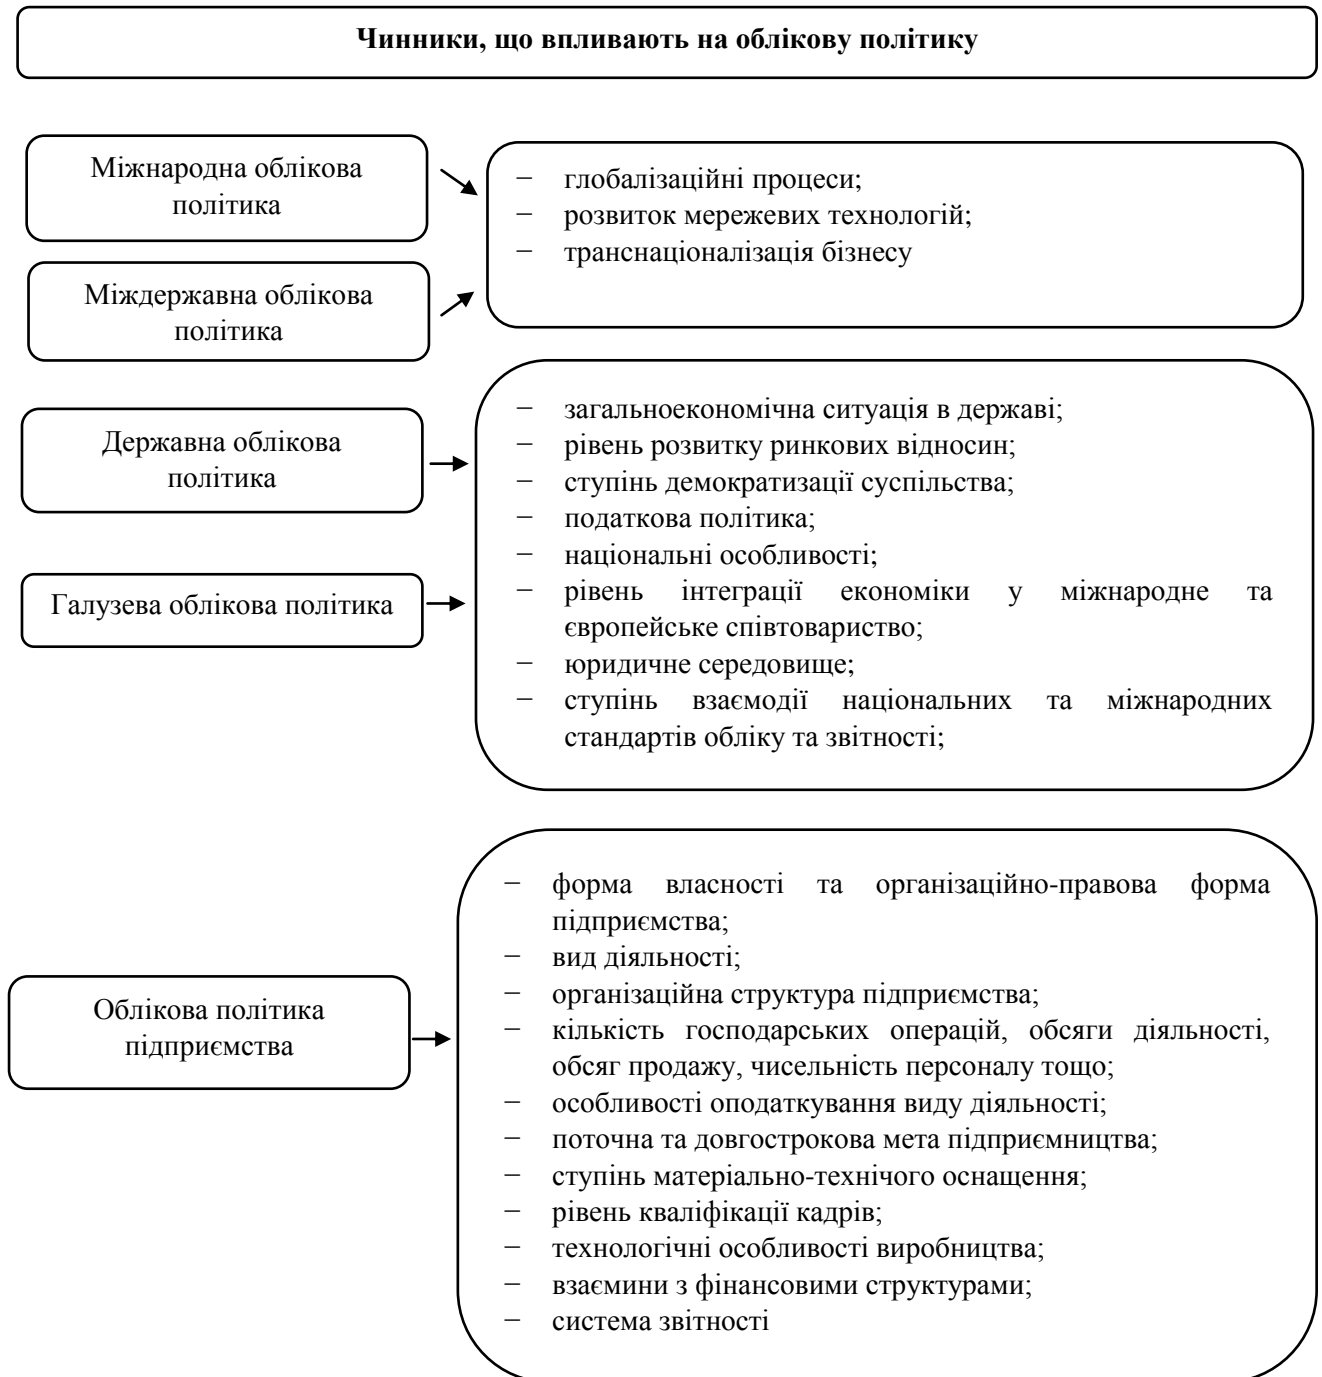 Чинники, що впливають на облікову політику
Міжнародна облікова
політика
− глобалізаційні процеси;
− розвиток мережевих технологій;
− транснаціоналізація бізнесу
Міждержавна облікова
політика
Державна облікова
політика
Галузева облікова політика
− загальноекономічна ситуація в державі;
− рівень розвитку ринкових відносин;
− ступінь демократизації суспільства;
− податкова політика;
− національні особливості;
− рівень інтеграції економіки у міжнародне та
європейське співтовариство;
− юридичне середовище;
− ступінь взаємодії національних та міжнародних
стандартів обліку та звітності;
Облікова політика
підприємства
− форма власності та організаційно-правова форма
підприємства;
− вид діяльності;
− організаційна структура підприємства;
− кількість господарських операцій, обсяги діяльності,
обсяг продажу, чисельність персоналу тощо;
− особливості оподаткування виду діяльності;
− поточна та довгострокова мета підприємництва;
− ступінь матеріально-технічого оснащення;
− рівень кваліфікації кадрів;
− технологічні особливості виробництва;
− взаємини з фінансовими структурами;
− система звітності